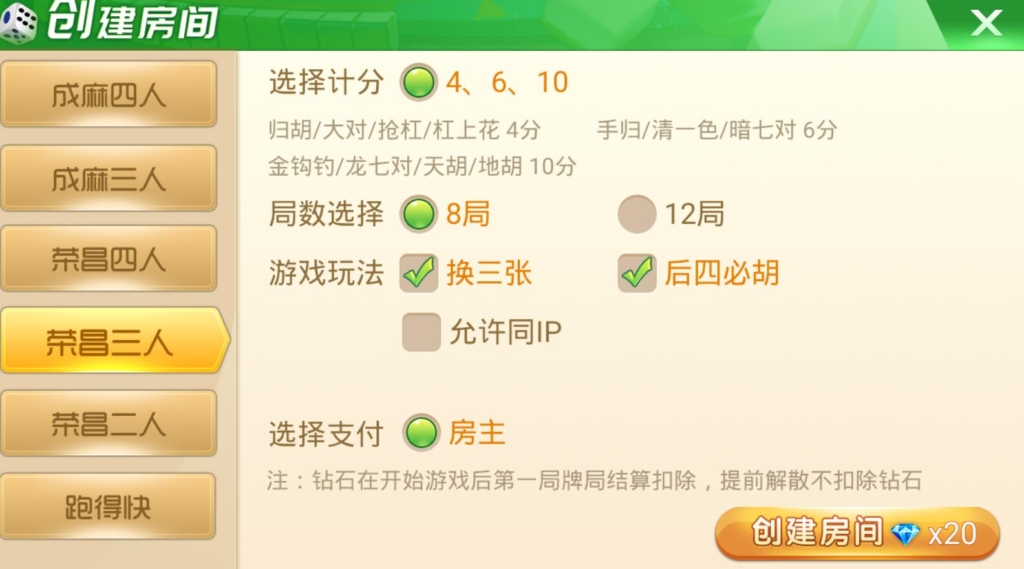 创建房间
成麻四人
成麻三人
荣昌四人
荣昌三人
荣昌二人
跑得快
选择计分 4、6、10
归胡/大对/抢杠/杠上花 4分 手归/清一色/暗七对 6分
金钩钓/龙七对/天胡/地胡 10分
局数选择 8局 12局
游戏玩法 换三张 后四必胡
允许同IP
选择支付 房主
注：钻石在开始游戏后第一局牌局结算扣除，提前解散不扣除钻石
创建房间 x20